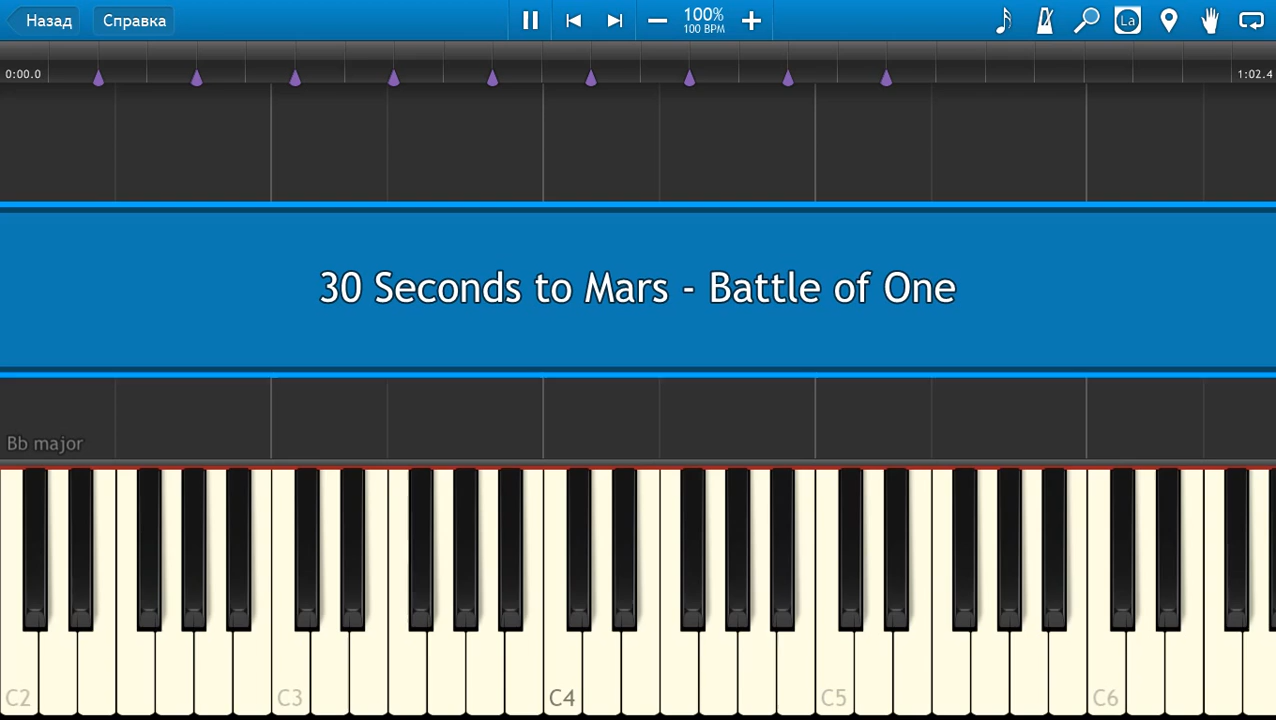 Назад
Справка
100%
100 BPM
La
0:00.0
1:02.4
30 Seconds to Mars - Battle of One
Bb major
C2
C3
C4
C5
C6